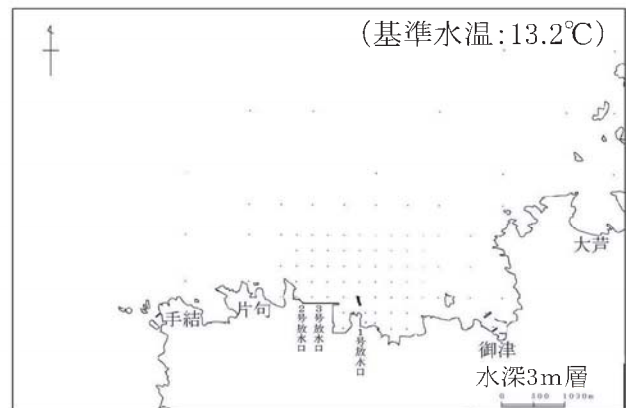 (基準水温:13.2℃)
大芦
手結
片句
2号放水口
3号放水口
1号放水口
御津
水深3m層
0 500 1000m